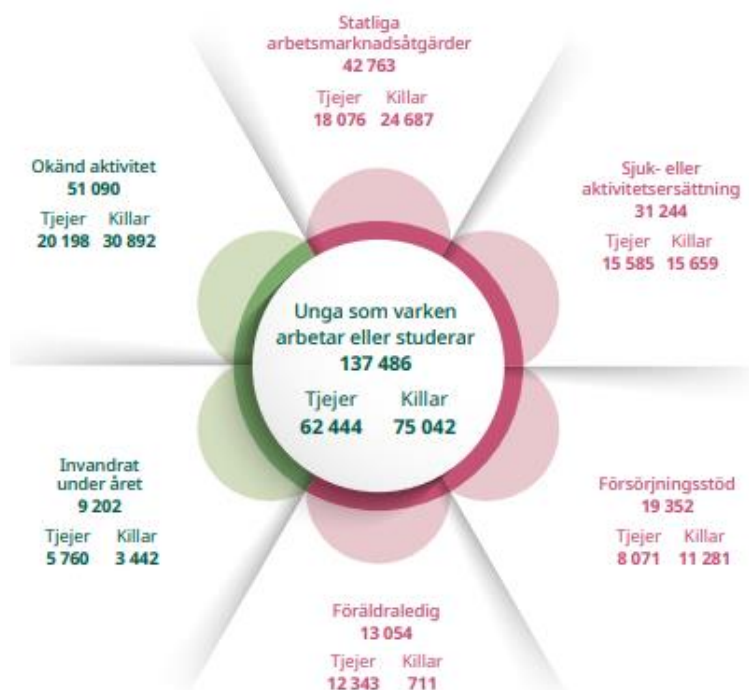 Statliga
arbetsmarknadsåtgärder
42 763
Tjejer Killar
18 076 24 687
Okänd aktivitet
51 090
Tjejer Killar
20 198 30 892
Sjuk- eller
aktivitetsersättning
31 244
Tjejer Killar
15 585 15 659
Unga som varken
arbetar eller studerar
137 486
Tjejer Killar
62 444 75 042
Invandrat
under året
9 202
Tjejer Killar
5 760 3 442
Försörjningsstöd
19 352
Tjejer Killar
8 071 11 281
Föräldraledig
13 054
Tjejer Killar
12 343 711